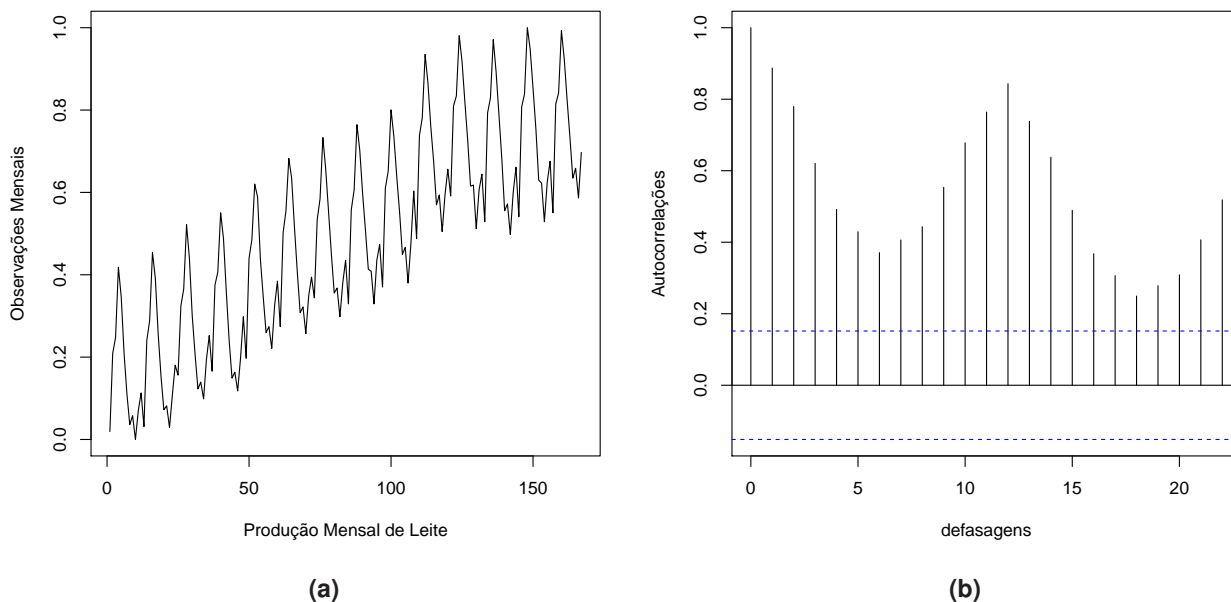 Observações Mensais
1.0
0.8
0.6
0.4
0.2
0.0
0 50 100 150
Produção Mensal de Leite
(a)
Autocorrelações
1.0
0.8
0.6
0.4
0.2
0.0
0 5 10 15 20
defasagens
(b)